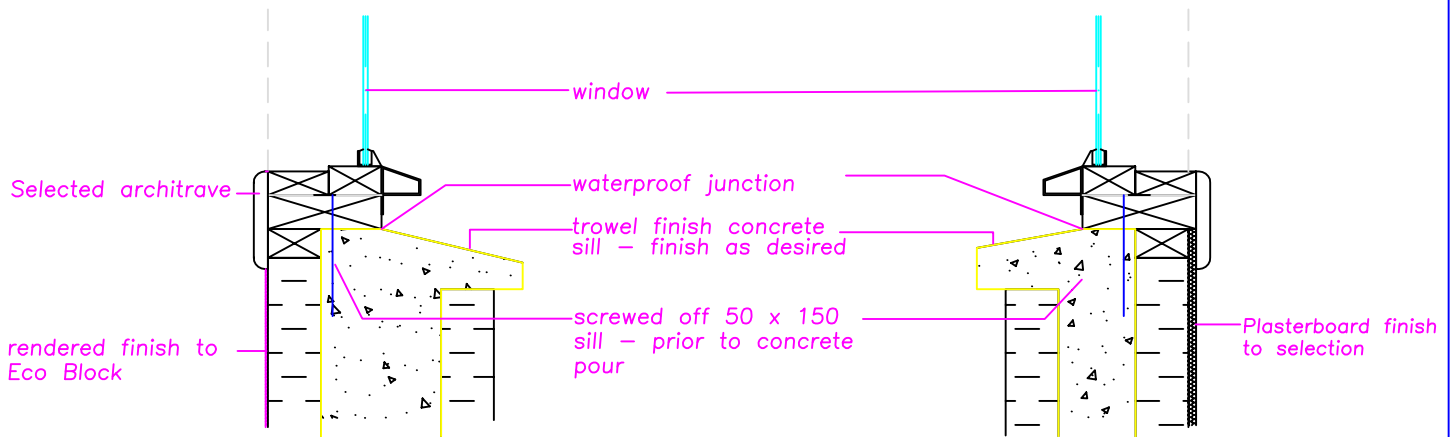 window
Selected architrave
waterproof junction
trowel finish concrete
sill – finish as desired
screwed off 50 x 150
sill – prior to concrete
pour
rendered finish to
Eco Block
Plasterboard finish
to selection